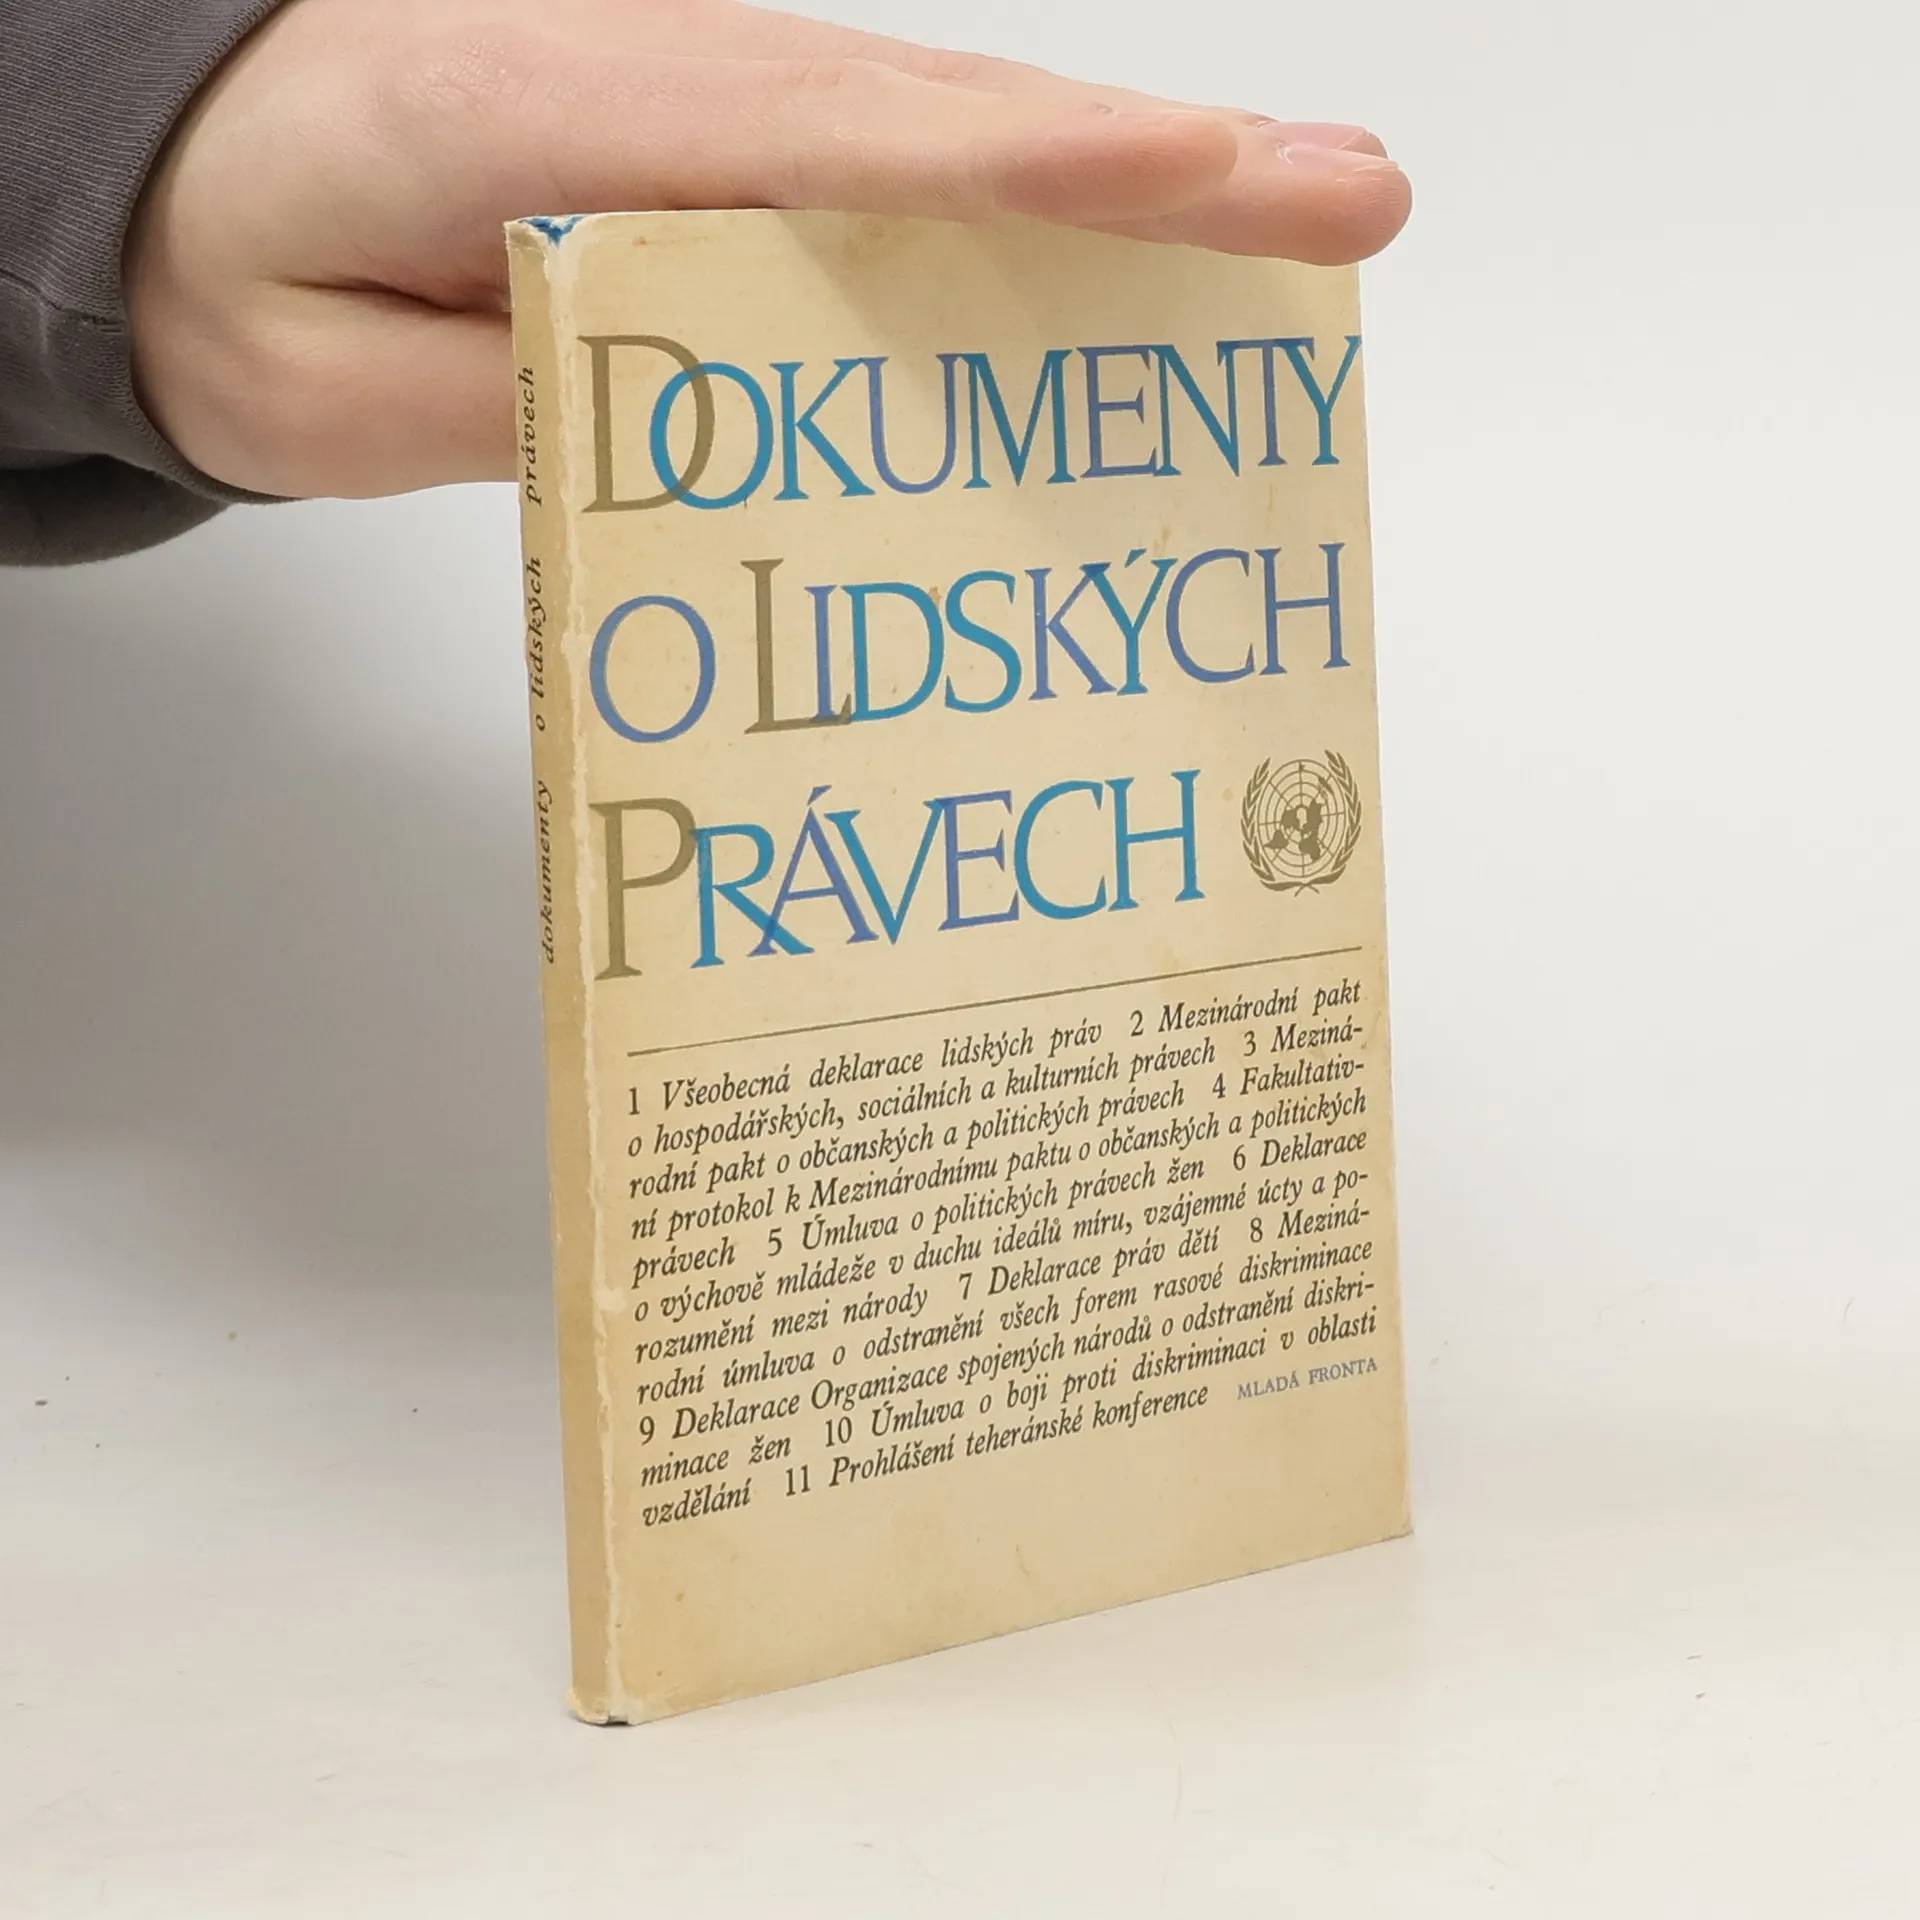 dokumenty o lidských právech
DOKUMENTY
O LIDSKÝCH
PRÁVECH
1 Všeobecná deklarace lidských práv 2 Mezinárodní pakt
o hospodářských, sociálních a kulturních právech 3 Meziná-
rodní pakt o občanských a politických právech 4 Fakultativ-
ní protokol k Mezinárodnímu paktu o občanských a politických
právech 5 Úmluva o politických právech žen 6 Deklarace
o výchově mládeže v duchu ideálů míru, vzájemné úcty a po-
rozumění mezi národy 7 Deklarace práv dětí 8 Meziná-
rodní úmluva o odstranění všech forem rasové diskriminace
9 Deklarace Organizace spojených národů o odstranění diskri-
minace žen 10 Úmluva o boji proti diskriminaci v oblasti
vzdělání 11 Prohlášení teheránské konference MLADÁ FRONTA